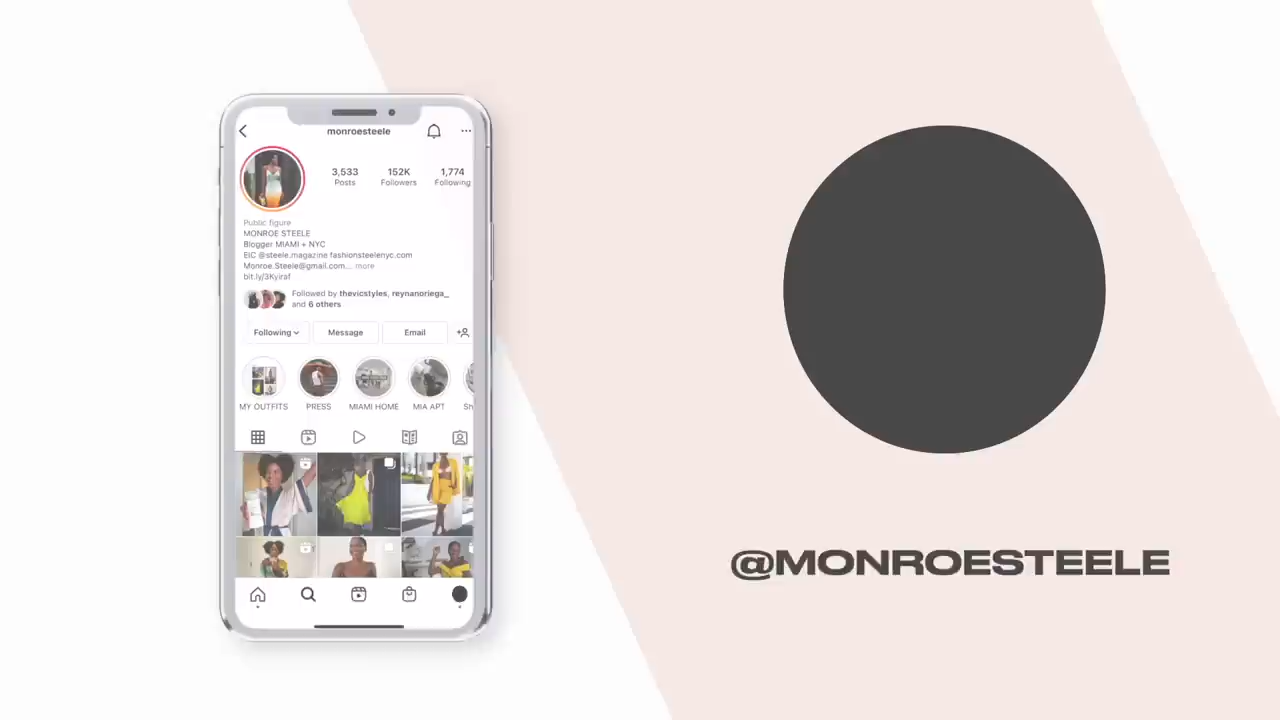 monroesteele
3,533 152K 1,774
Posts Followers Following
Public figure
MONROE STEELE
Blogger MIAMI + NYC
EIC @steele.magazine fashionsteelenyc.com
Monroe.Steele@gmail.com... more
bit.ly/3Kyiraf
Followed by thevicstyles, reynanoriega_
and 6 others
Following Message Email
MY OUTFITS PRESS MIAMI HOME MIA APT Sh
@MONROESTEELE